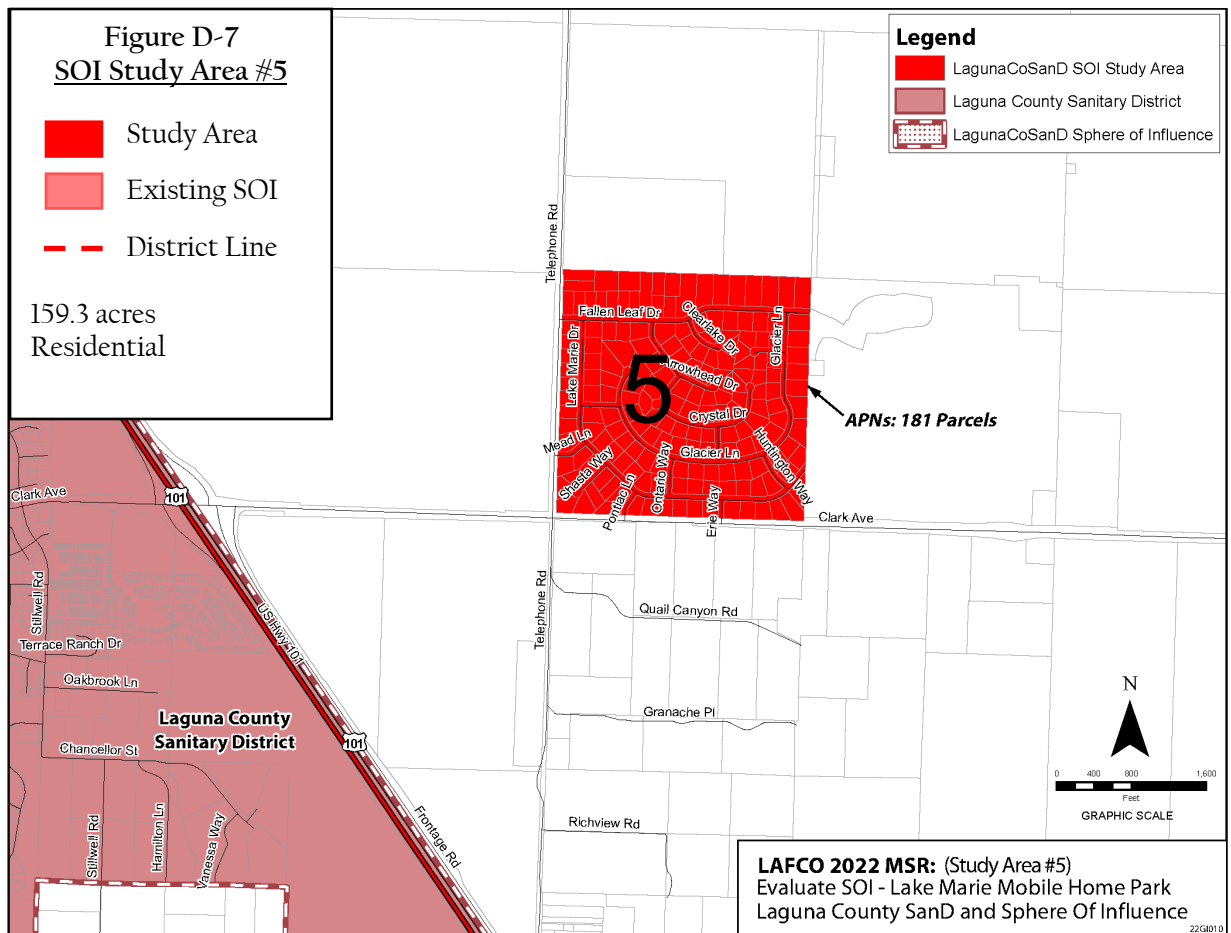 Figure D-7
SOI Study Area #5
Study Area
Existing SOI
District Line
159.3 acres
Residential
Legend
LagunaCoSanD SOI Study Area
Laguna County Sanitary District
LagunaCoSanD Sphere of Influence
Telephone Rd
Fallen Leaf Dr
Clearlake Dr
Glacier Ln
Lake Marie Dr
Arrowhead Dr
5
Crystal Dr
APNs: 181 Parcels
Mead Ln
Shasta Way
Glacier Ln
Huntington Way
Ontario Way
Pontiac Ln
Erie Way
Clark Ave
101
Clark Ave
Stillwell Rd
Telephone Rd
Quail Canyon Rd
US Hwy 101
Terrace Ranch Dr
Oakbrook Ln
Laguna County
Sanitary District
Granache Pl
101
Chancellor St
N
0 400 800 1,600
Feet
GRAPHIC SCALE
Stillwell Rd
Hamilton Ln
Vanessa Way
Frontage Rd
Richview Rd
LAFCO 2022 MSR: (Study Area #5)
Evaluate SOI - Lake Marie Mobile Home Park
Laguna County SanD and Sphere Of Influence
22GI010